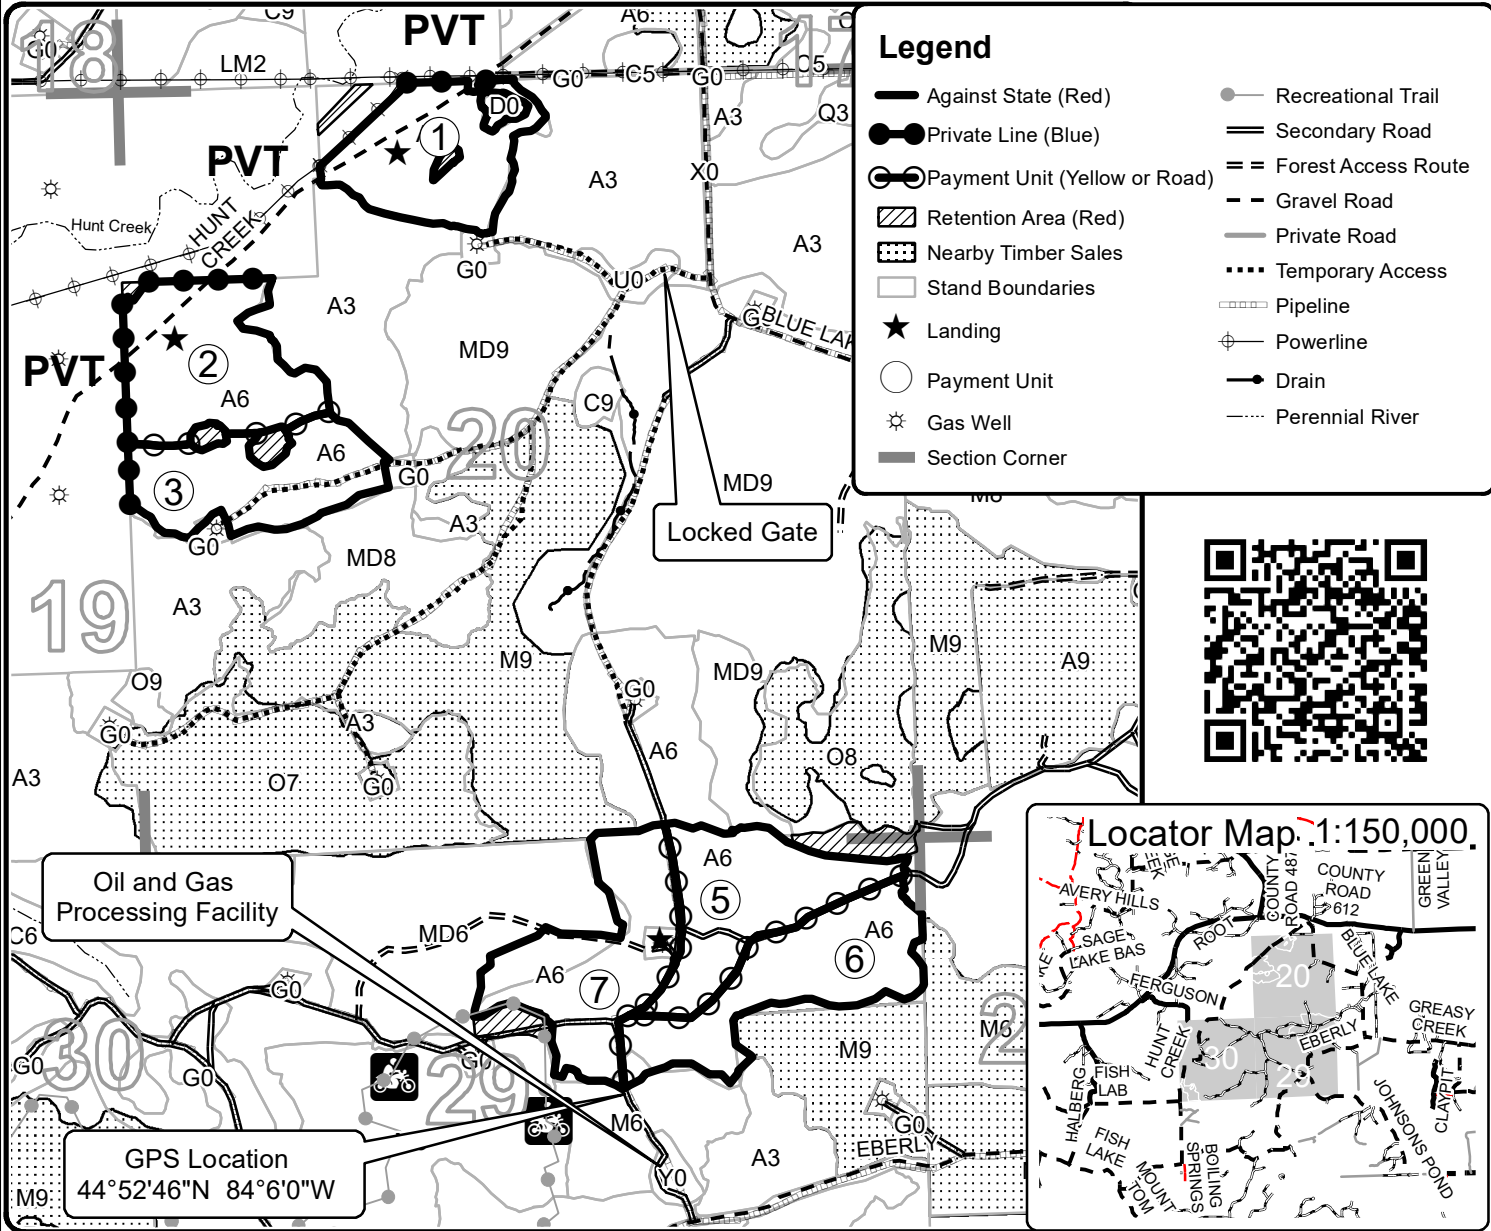 18
C9
G0
LM2
PVT
A6
17
G0
C5
G0
C5
D0
1
A3
Q3
PVT
A3
X0
Hunt Creek
HUNT
CREEK
A3
G0
U0
A3
G
BLUE LAK
MD9
PVT
2
A6
C9
20
A6
G0
3
MD9
A3
Locked Gate
G0
MD8
M8
19
A3
M9
MD9
M9
A9
O9
G0
G0
A3
A6
A3
O7
G0
O8
A6
5
Oil and Gas
Processing Facility
C6
MD6
A6
6
A6
7
G0
30
G0
G0
G0
29
M9
M6
2
M6
G0
EBERLY
A3
Y0
GPS Location
44°52'46"N 84°6'0"W
M9
Legend
Against State (Red)
Private Line (Blue)
Payment Unit (Yellow or Road)
Retention Area (Red)
Nearby Timber Sales
Stand Boundaries
Landing
Payment Unit
Gas Well
Section Corner
Recreational Trail
Secondary Road
Forest Access Route
Gravel Road
Private Road
Temporary Access
Pipeline
Powerline
Drain
Perennial River
Locator Map 1:150,000
AVERY HILLS
SAGE
LAKE BAS
ROOT
COUNTY
ROAD 487
COUNTY
ROAD
612
GREEN
VALLEY
FERGUSON
20
BLUE LAKE
GREASY
CREEK
HUNT
CREEK
EBERLY
30
29
FISH
LAB
HALBERG
CLAYPIT
JOHNSONS POND
FISH
LAKE
MOUNT
TOM
BOILING
SPRINGS